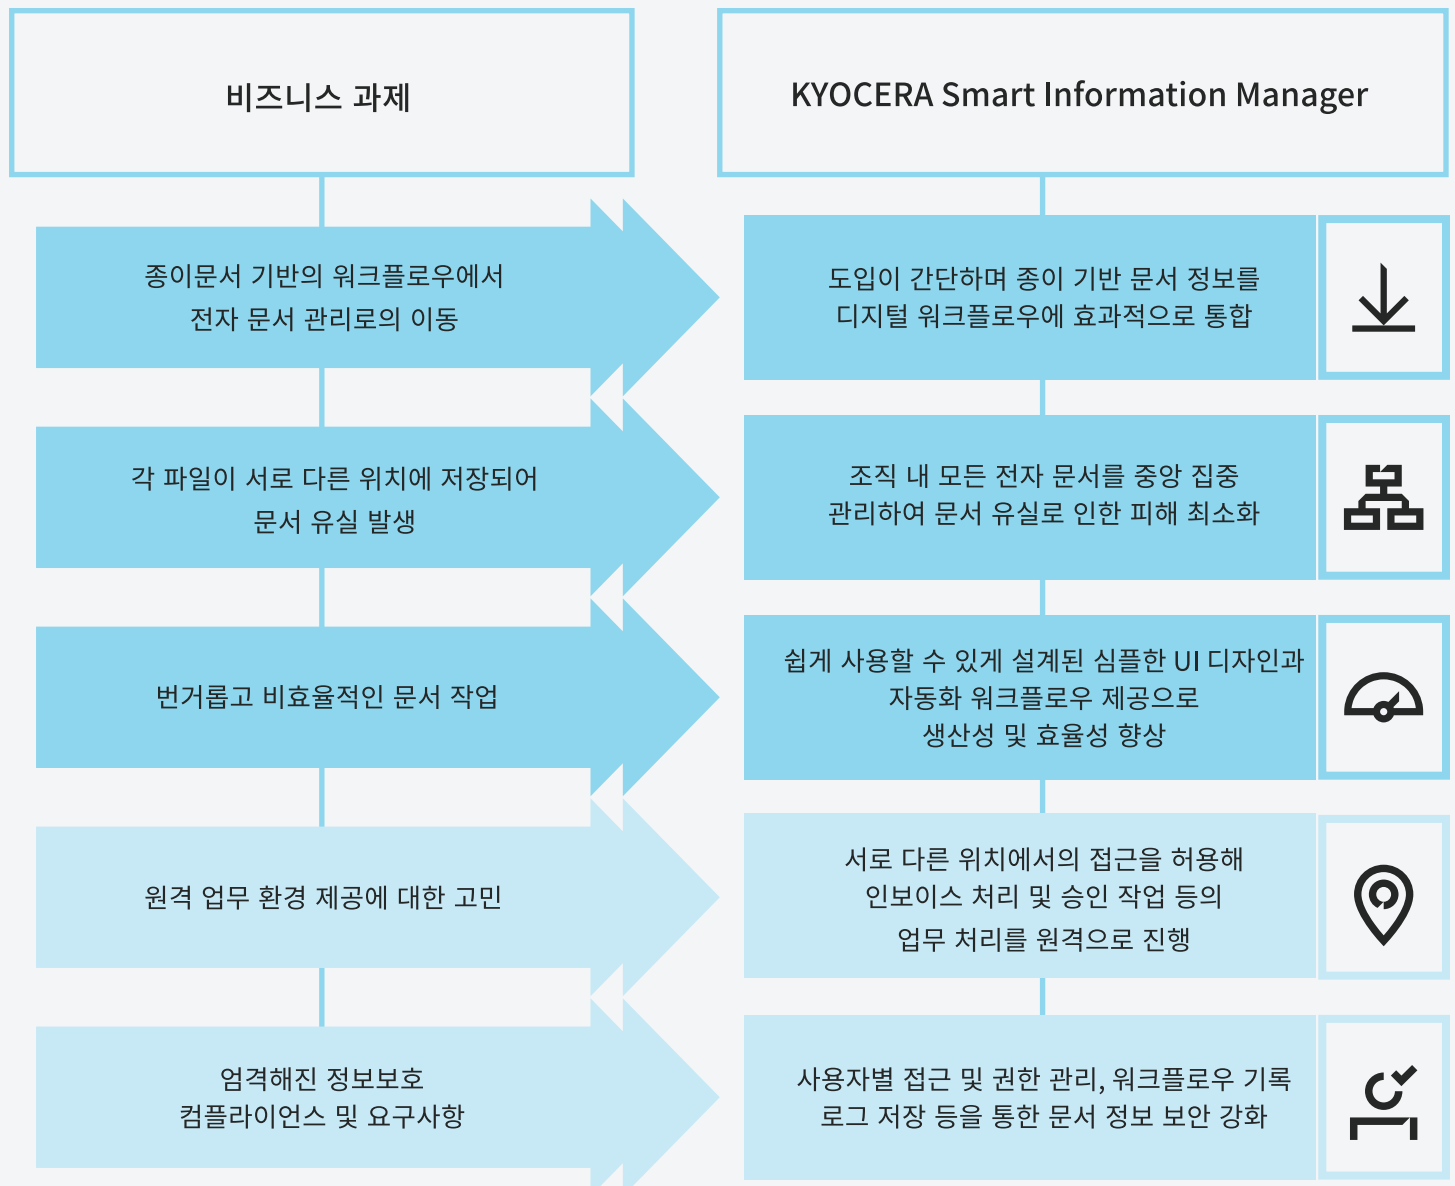 비즈니스 과제
KYOCERA Smart Information Manager
종이문서 기반의 워크플로우에서
전자 문서 관리로의 이동
도입이 간단하며 종이 기반 문서 정보를
디지털 워크플로우에 효과적으로 통합
각 파일이 서로 다른 위치에 저장되어
문서 유실 발생
조직 내 모든 전자 문서를 중앙 집중
관리하여 문서 유실로 인한 피해 최소화
번거롭고 비효율적인 문서 작업
쉽게 사용할 수 있게 설계된 심플한 UI 디자인과
자동화 워크플로우 제공으로
생산성 및 효율성 향상
원격 업무 환경 제공에 대한 고민
서로 다른 위치에서의 접근을 허용해
인보이스 처리 및 승인 작업 등의
업무 처리를 원격으로 진행
엄격해진 정보보호
컴플라이언스 및 요구사항
사용자별 접근 및 권한 관리, 워크플로우 기록
로그 저장 등을 통한 문서 정보 보안 강화